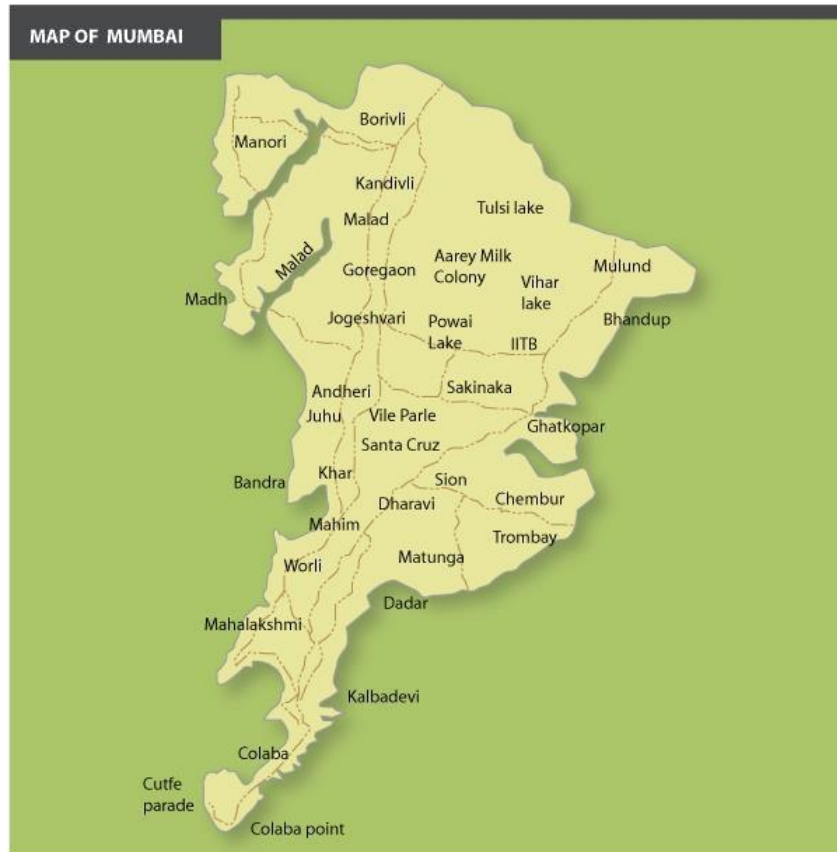 MAP OF MUMBAI
Borivli
Manori
Kandivli
Tulsi lake
Malad
Malad
Aarey Milk
Colony
Goregaon
Mulund
Vihar
lake
Madh
Jogeshvari
Powai
Lake
Bhandup
IITB
Andheri
Sakinaka
Juhu
Vile Parle
Ghatkopar
Santa Cruz
Khar
Bandra
Sion
Chembur
Dharavi
Mahim
Trombay
Worli
Matunga
Dadar
Mahalakshmi
Kalbadevi
Colaba
Cutfe
parade
Colaba point